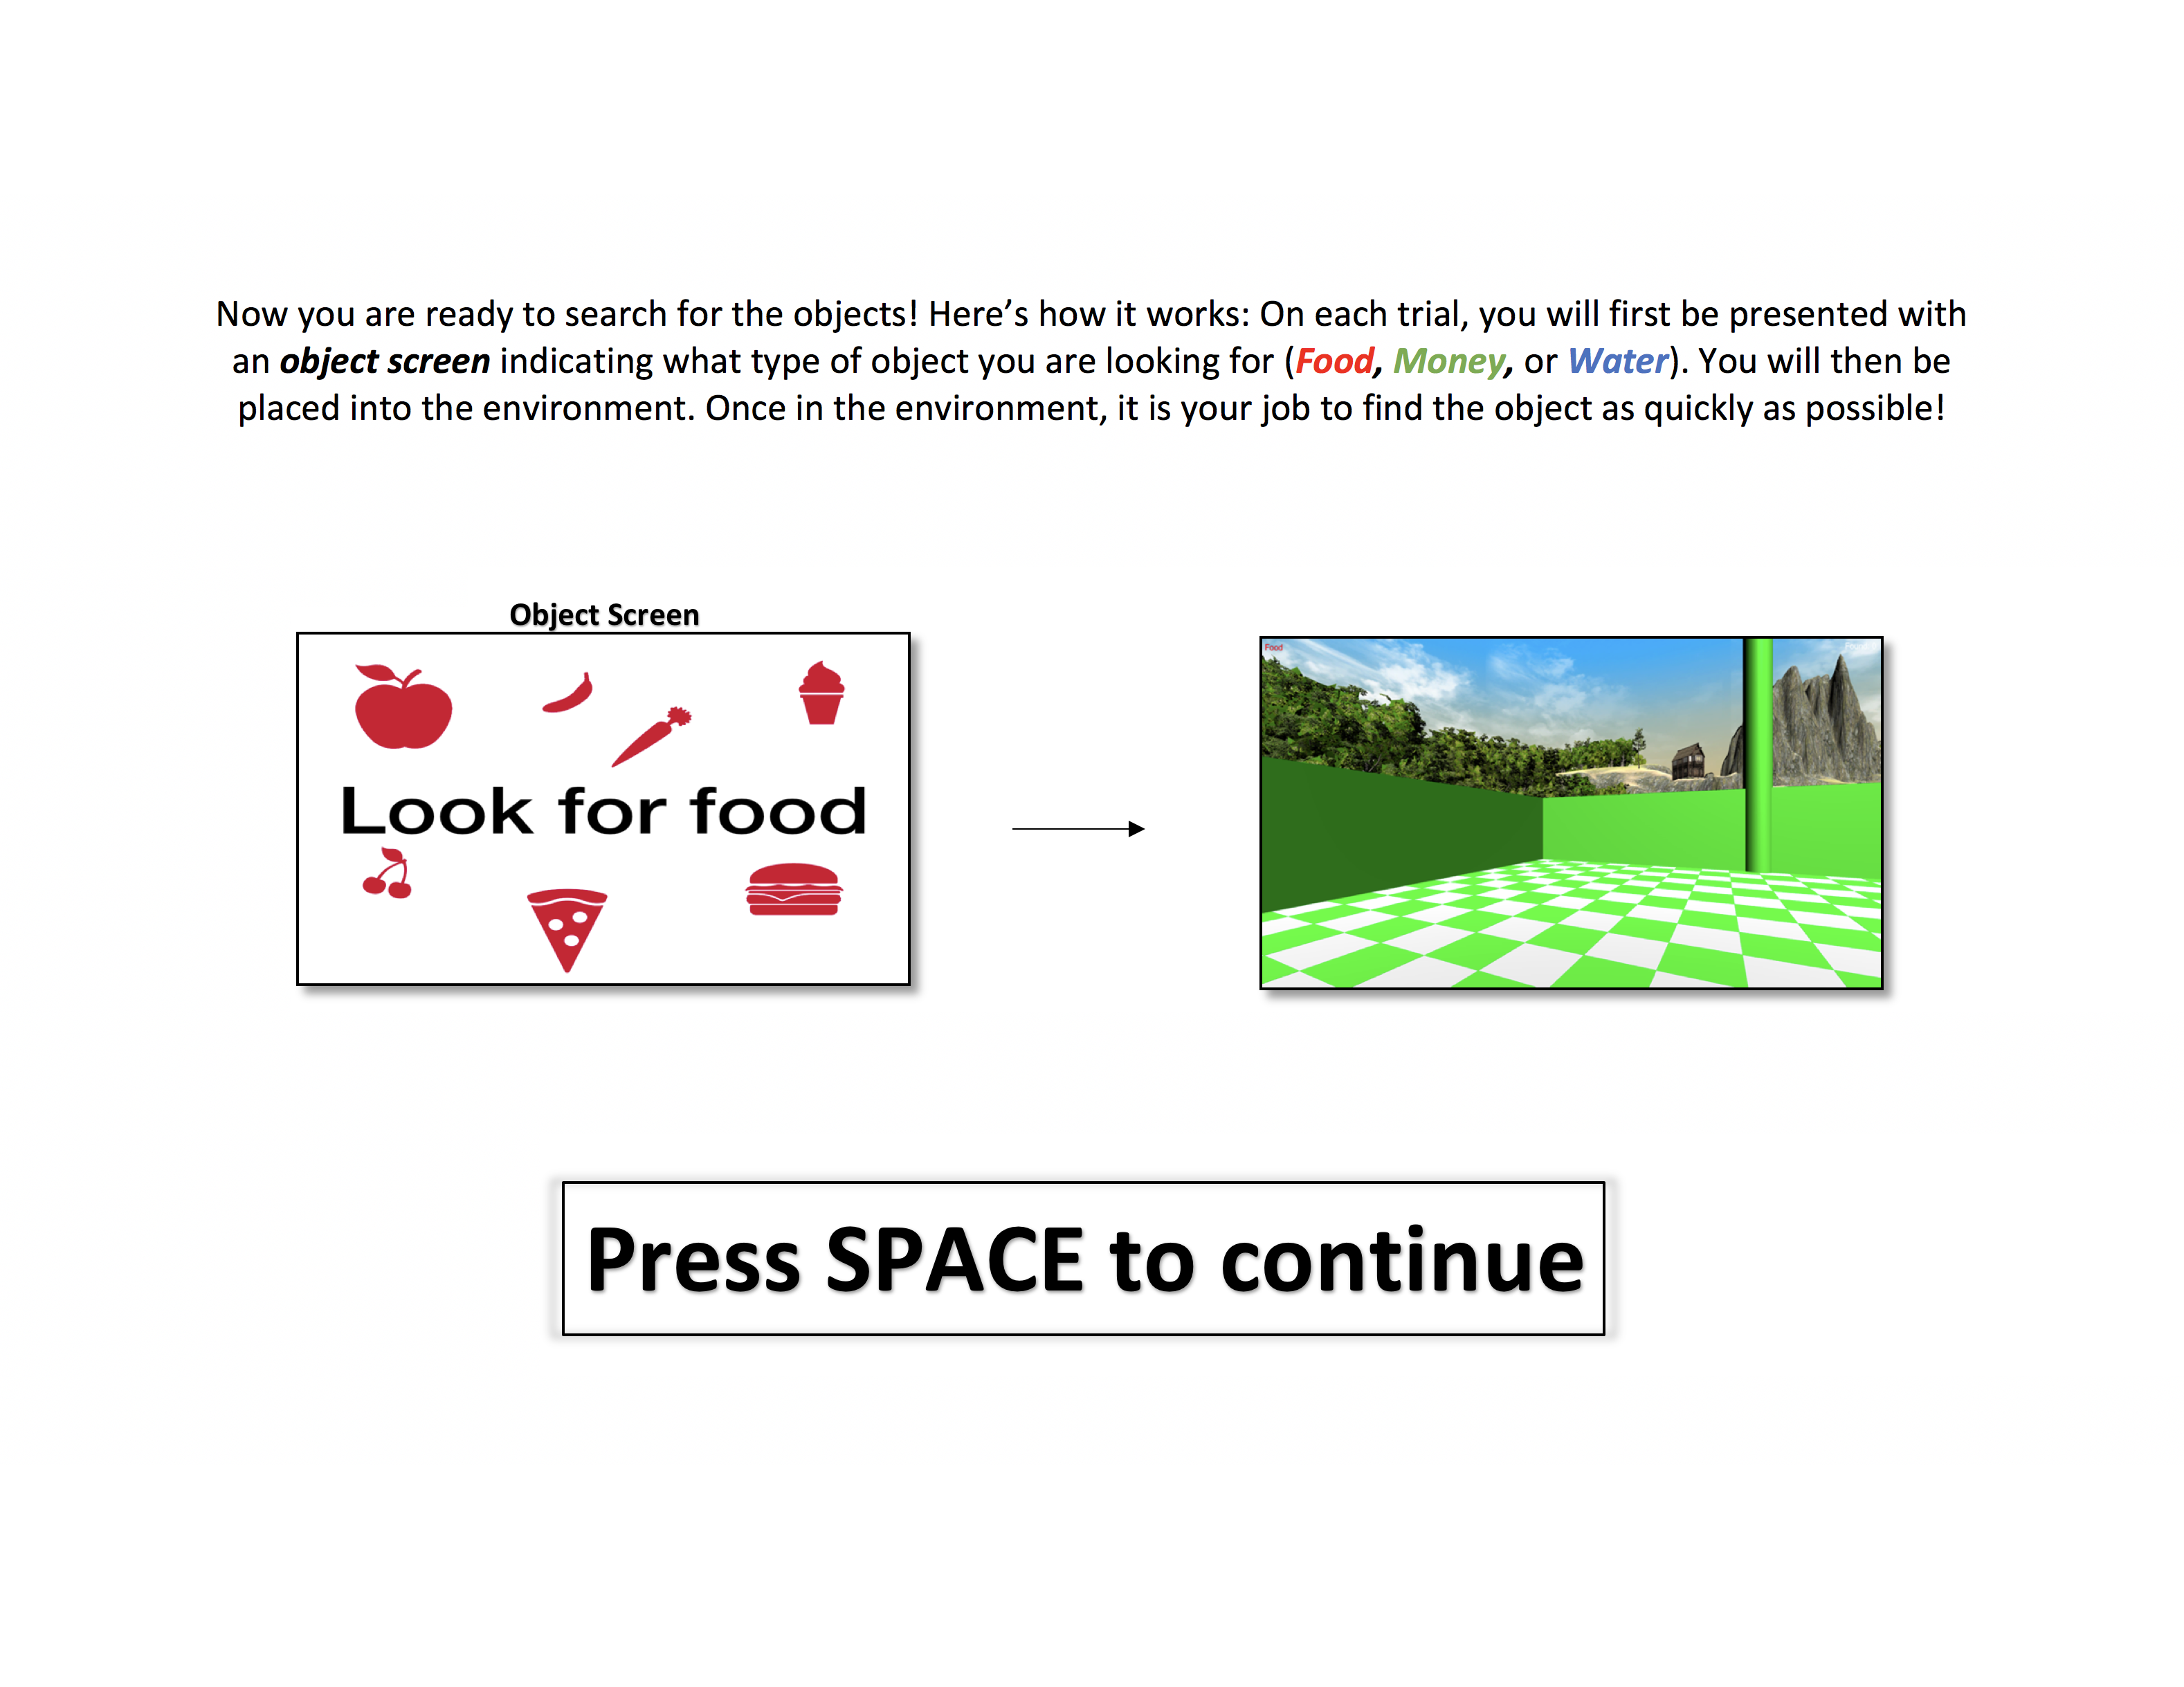 Now you are ready to search for the objects! Here’s how it works: On each trial, you will first be presented with
an object screen indicating what type of object you are looking for (Food, Money, or Water). You will then be
placed into the environment. Once in the environment, it is your job to find the object as quickly as possible!
Object Screen
Look for food
Food
Press SPACE to continue